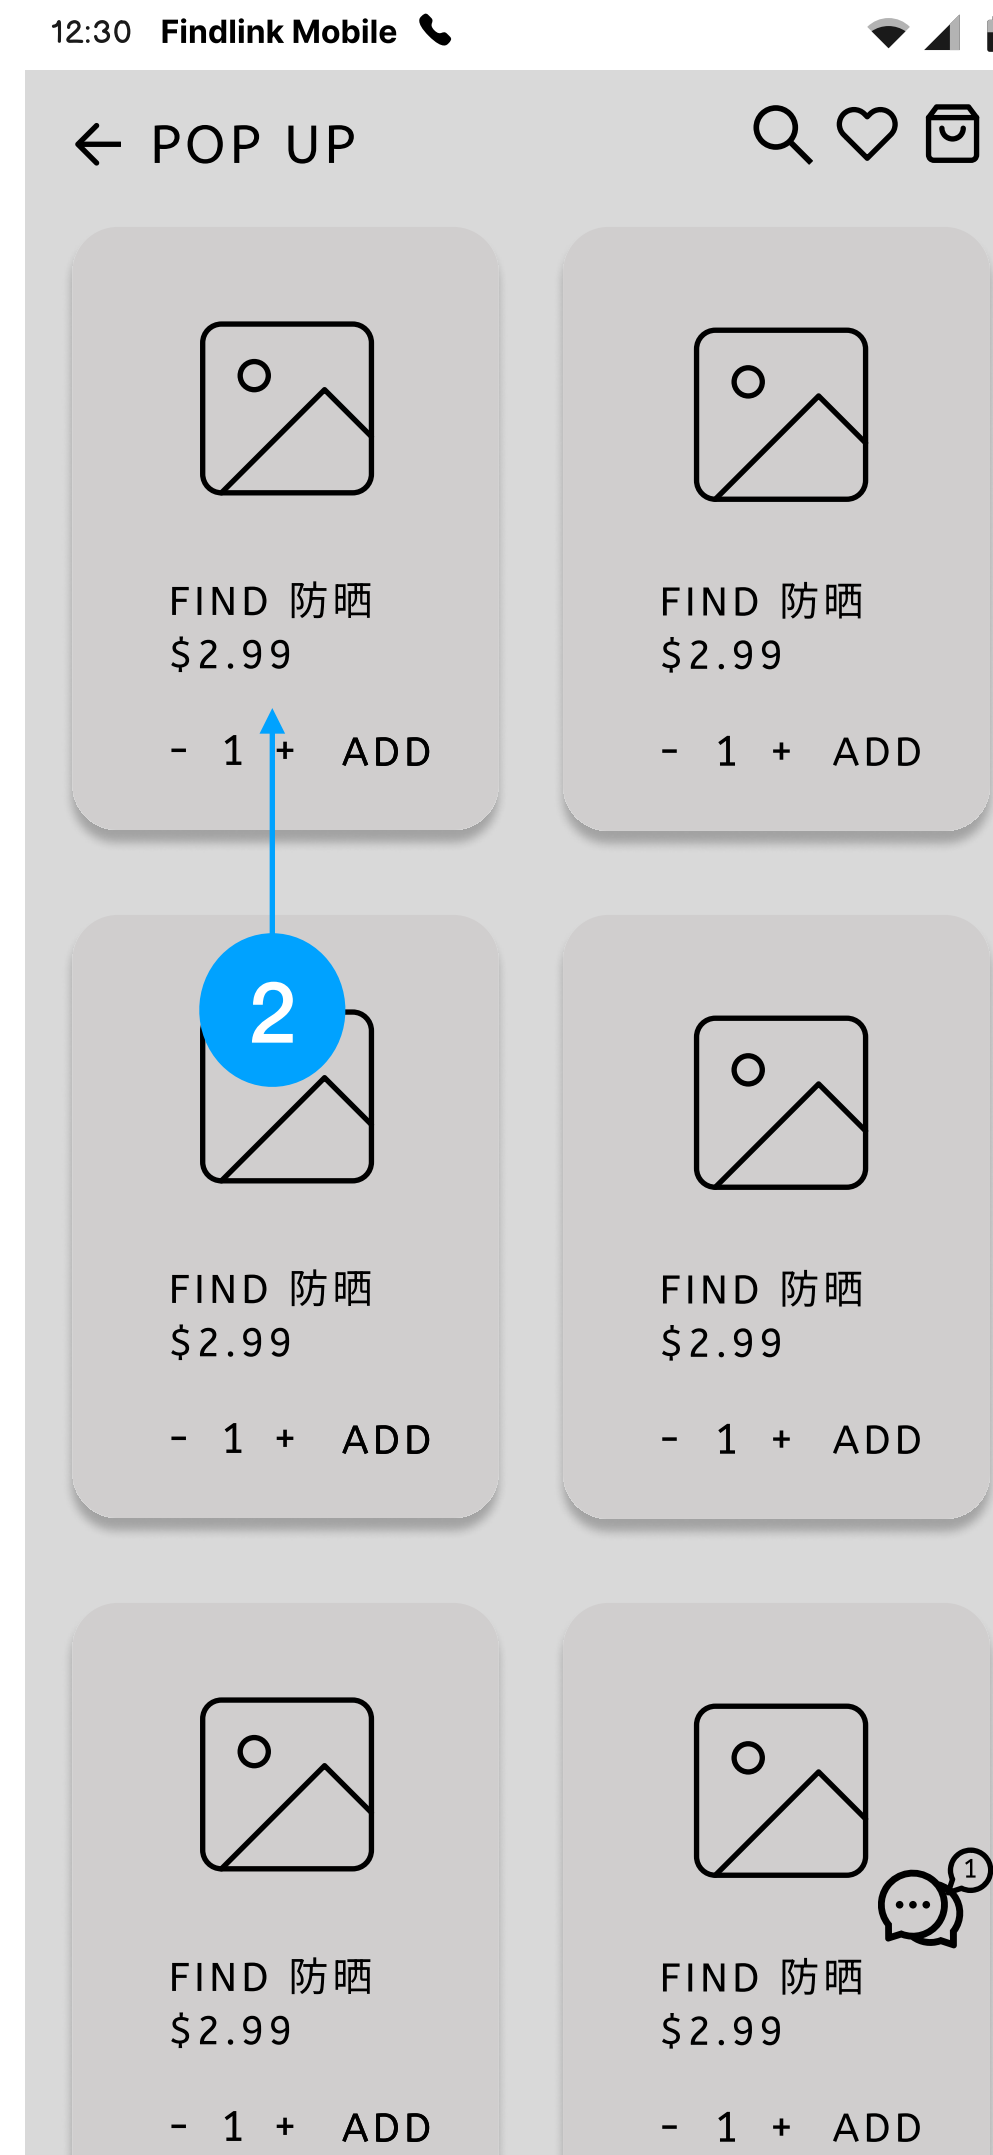 12:30 Findlink Mobile
POP UP
FIND 防晒
$2.99
- 1 + ADD
FIND 防晒
$2.99
- 1 + ADD
2
FIND 防晒
$2.99
- 1 + ADD
FIND 防晒
$2.99
- 1 + ADD
1
FIND 防晒
$2.99
- 1 + ADD
FIND 防晒
$2.99
- 1 + ADD